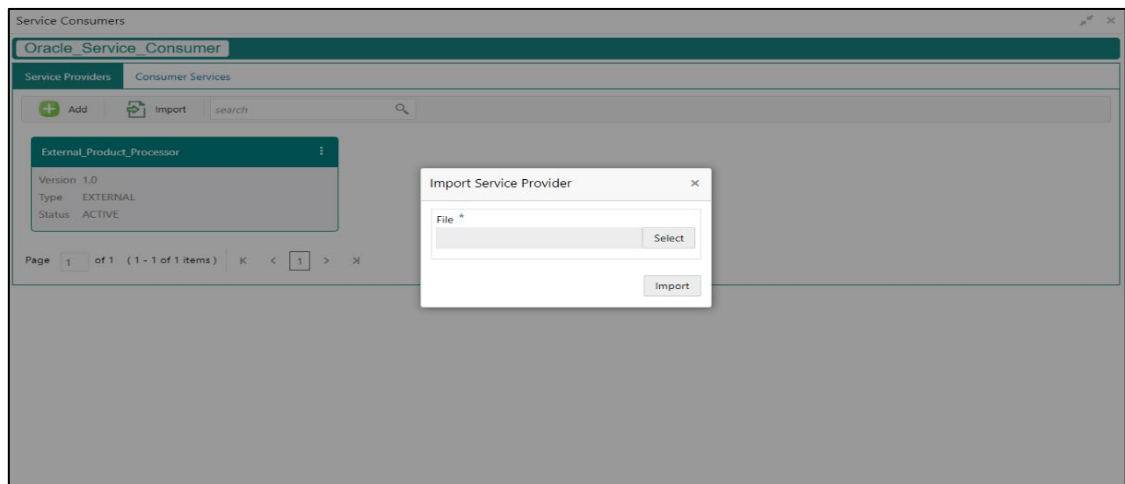 Service Consumers
Oracle_Service_Consumer
Service Providers Consumer Services
Add Import search
External_Product_Processor
Version 1.0
Type EXTERNAL
Status ACTIVE
Page 1 of 1 (1 - 1 of 1 items) K < 1 > >I
Import Service Provider
File *
Select
Import